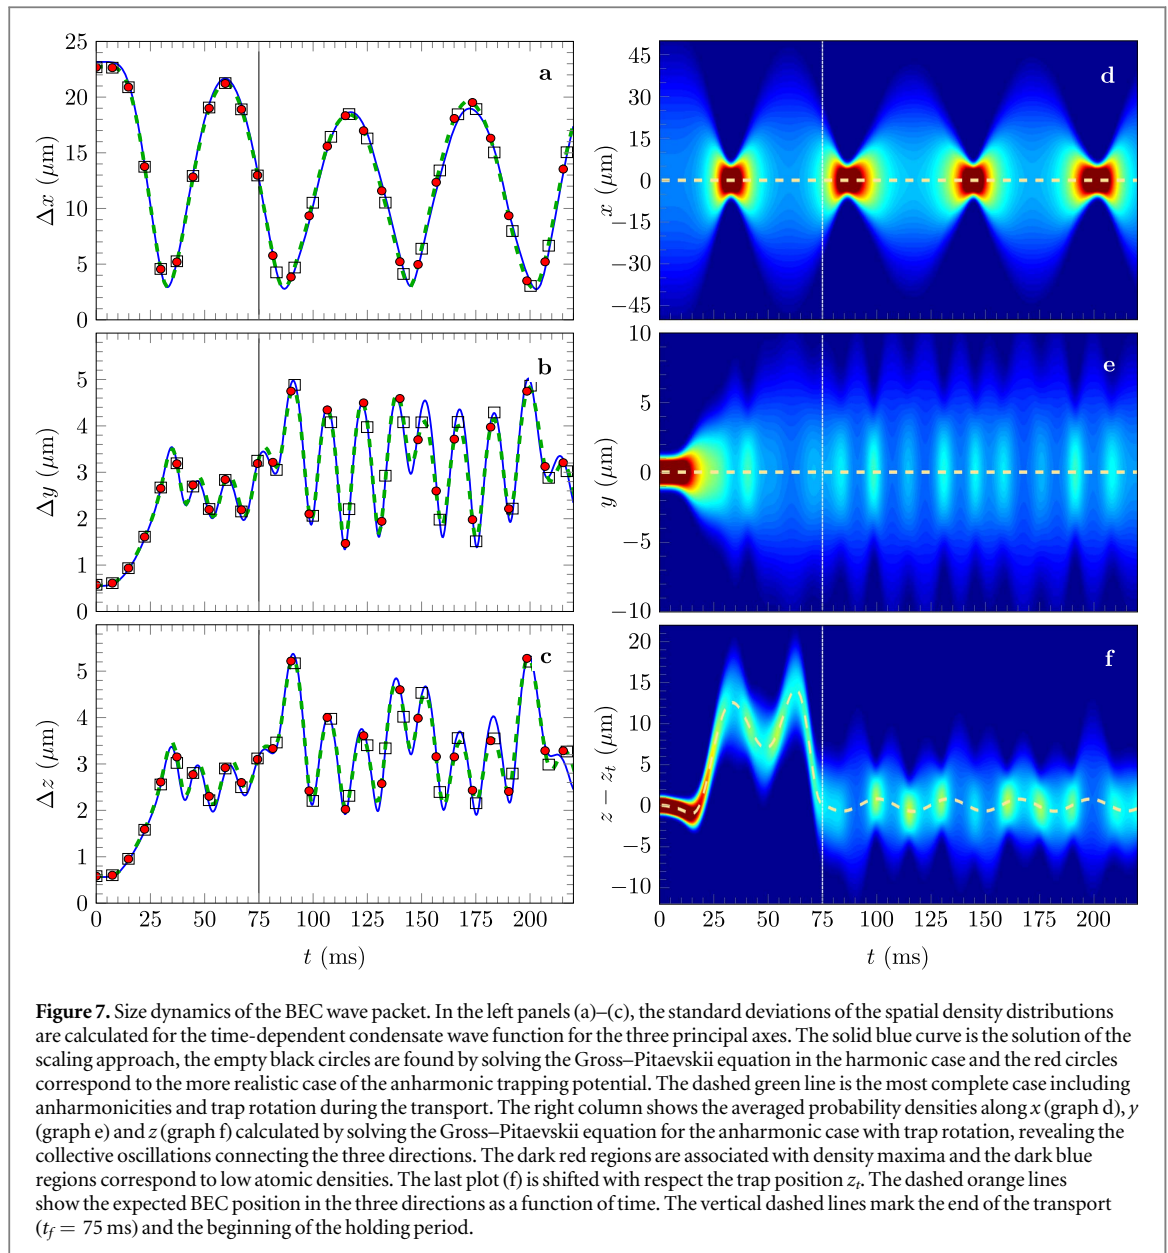 25
20
15
10
5
0
Δx (μm)
a
5
4
3
2
1
0
Δy (μm)
b
5
4
3
2
1
0
Δz (μm)
c
0 25 50 75 100 125 150 175 200
t (ms)
45
30
15
0
−15
−30
−45
x (μm)
d
10
5
0
−5
−10
y (μm)
e
20
15
10
5
0
−5
−10
z − zₜ (μm)
f
0 25 50 75 100 125 150 175 200
t (ms)
Figure 7. Size dynamics of the BEC wave packet. In the left panels (a)–(c), the standard deviations of the spatial density distributions
are calculated for the time-dependent condensate wave function for the three principal axes. The solid blue curve is the solution of the
scaling approach, the empty black circles are found by solving the Gross–Pitaevskii equation in the harmonic case and the red circles
correspond to the more realistic case of the anharmonic trapping potential. The dashed green line is the most complete case including
anharmonicities and trap rotation during the transport. The right column shows the averaged probability densities along x (graph d), y
(graph e) and z (graph f) calculated by solving the Gross–Pitaevskii equation for the anharmonic case with trap rotation, revealing the
collective oscillations connecting the three directions. The dark red regions are associated with density maxima and the dark blue
regions correspond to low atomic densities. The last plot (f) is shifted with respect the trap position zₜ. The dashed orange lines
show the expected BEC position in the three directions as a function of time. The vertical dashed lines mark the end of the transport
(t_f = 75 ms) and the beginning of the holding period.